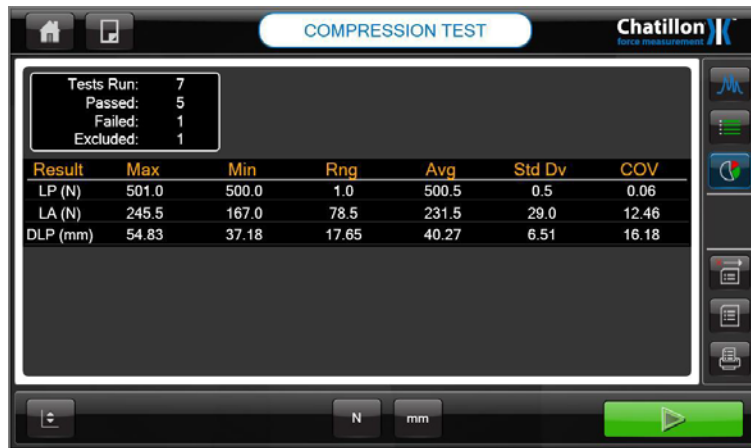 COMPRESSION TEST
Chatillon
force measurement
Tests Run: 7
Passed: 5
Failed: 1
Excluded: 1
Result Max Min Rng Avg Std Dv COV
LP (N) 501.0 500.0 1.0 500.5 0.5 0.06
LA (N) 245.5 167.0 78.5 231.5 29.0 12.46
DLP (mm) 54.83 37.18 17.65 40.27 6.51 16.18
N mm